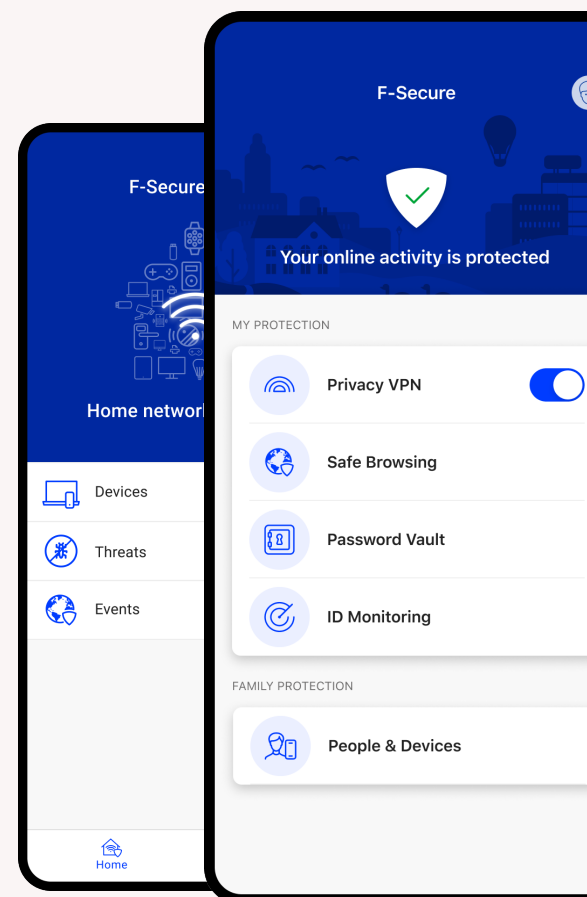 F-Secure
Your online activity is protected
MY PROTECTION
Privacy VPN
Safe Browsing
Password Vault
ID Monitoring
FAMILY PROTECTION
People & Devices
F-Secure
Home networ
Devices
Threats
Events
Home